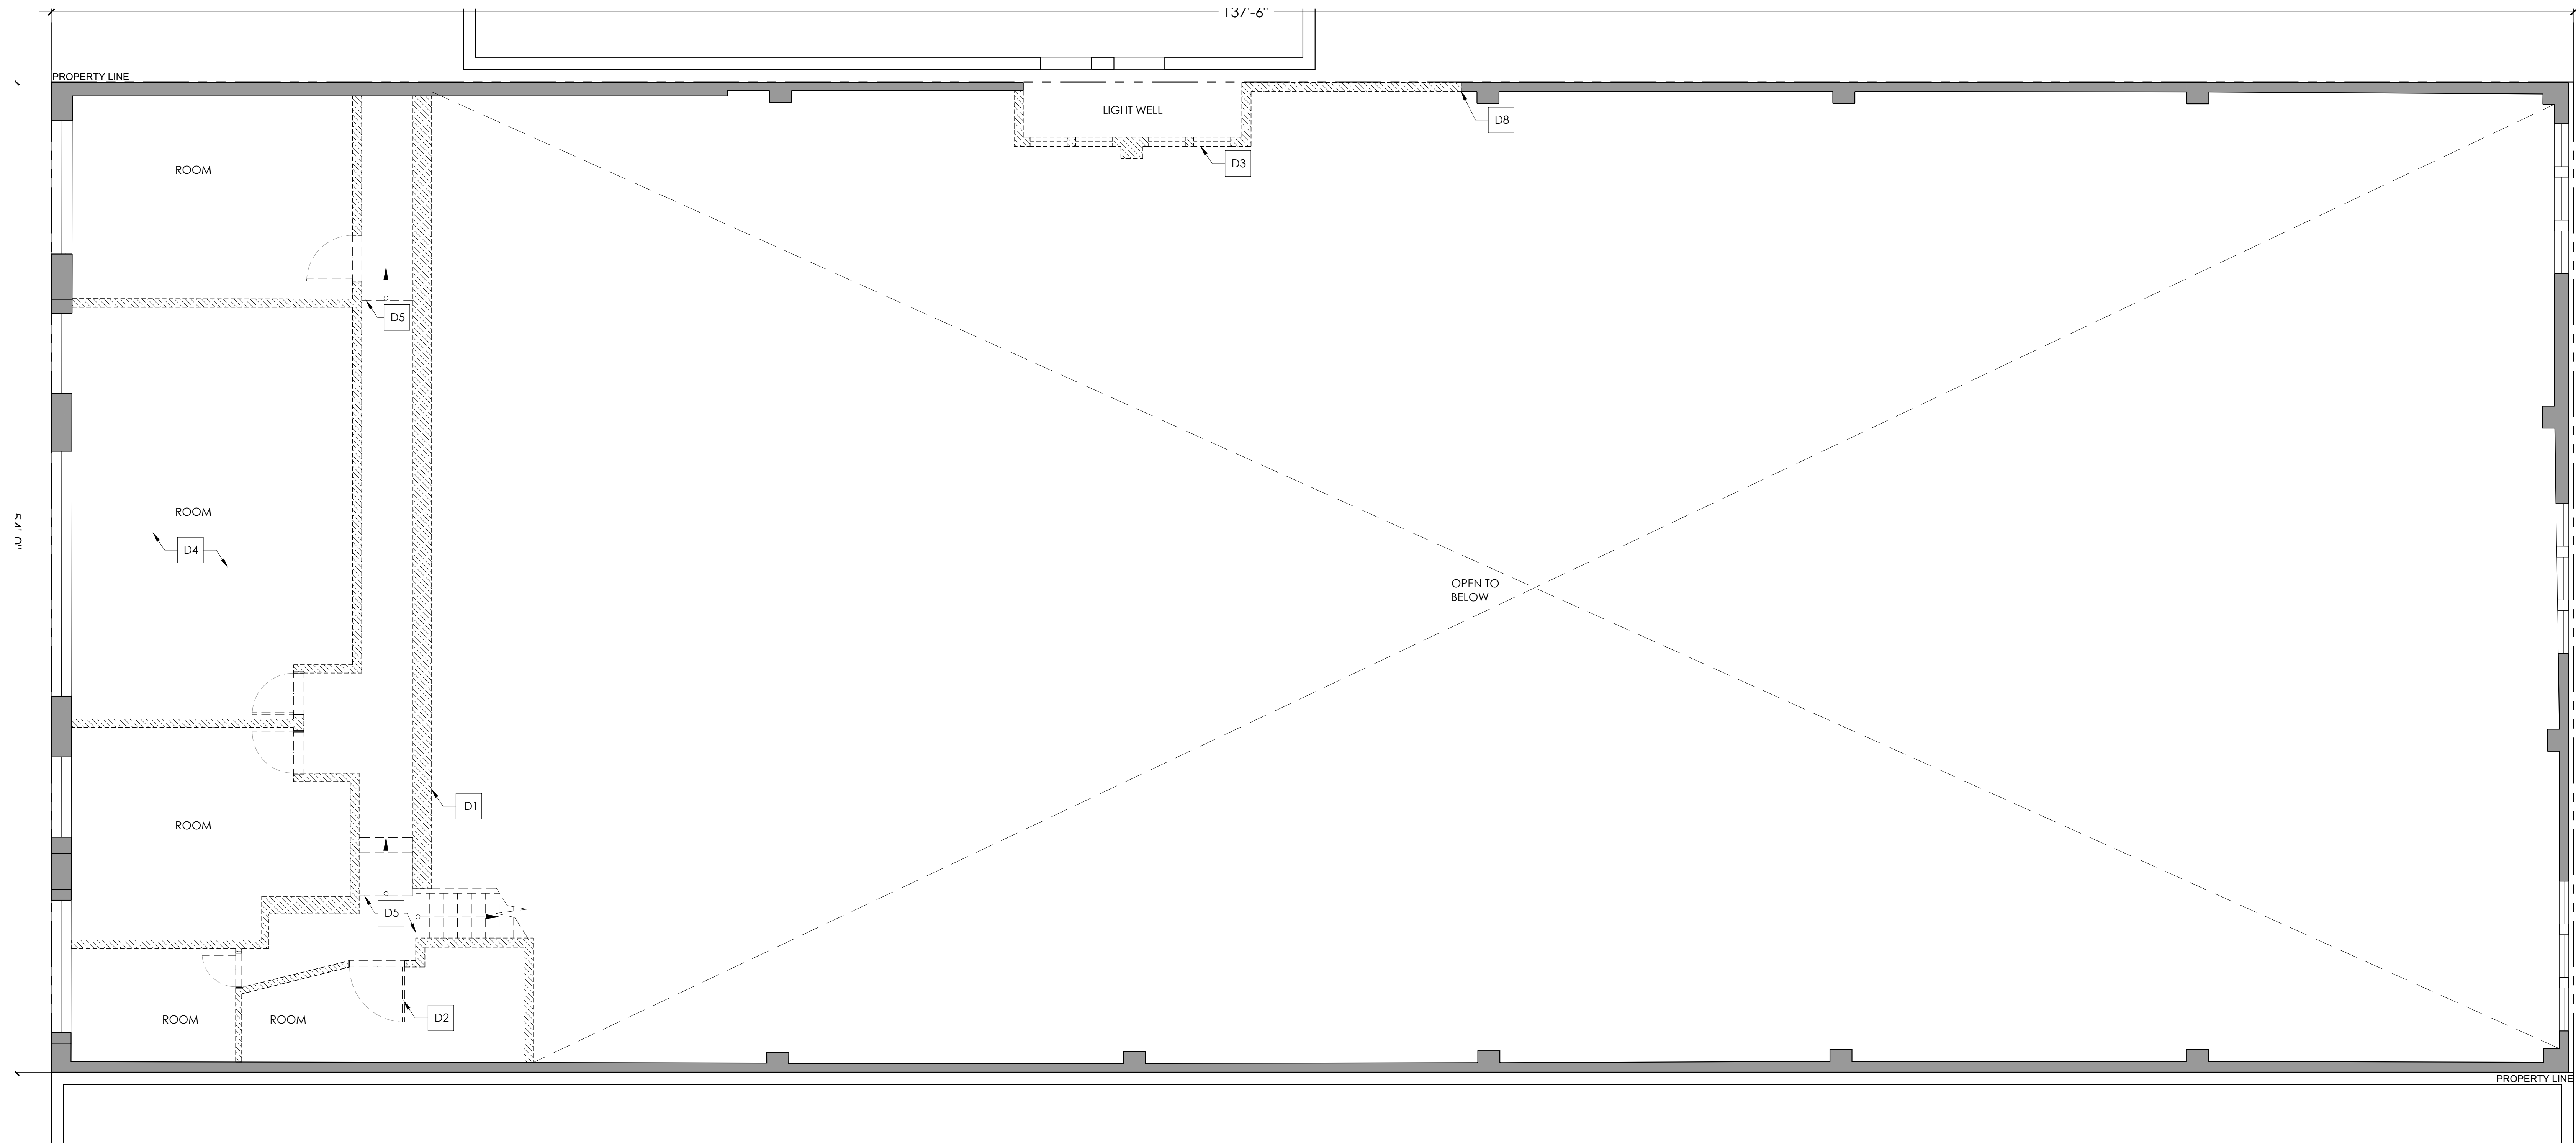 137'-6"
PROPERTY LINE
LIGHT WELL
D8
D3
ROOM
D5
ROOM
D4
OPEN TO
BELOW
D1
ROOM
D5
ROOM
ROOM
D2
PROPERTY LINE